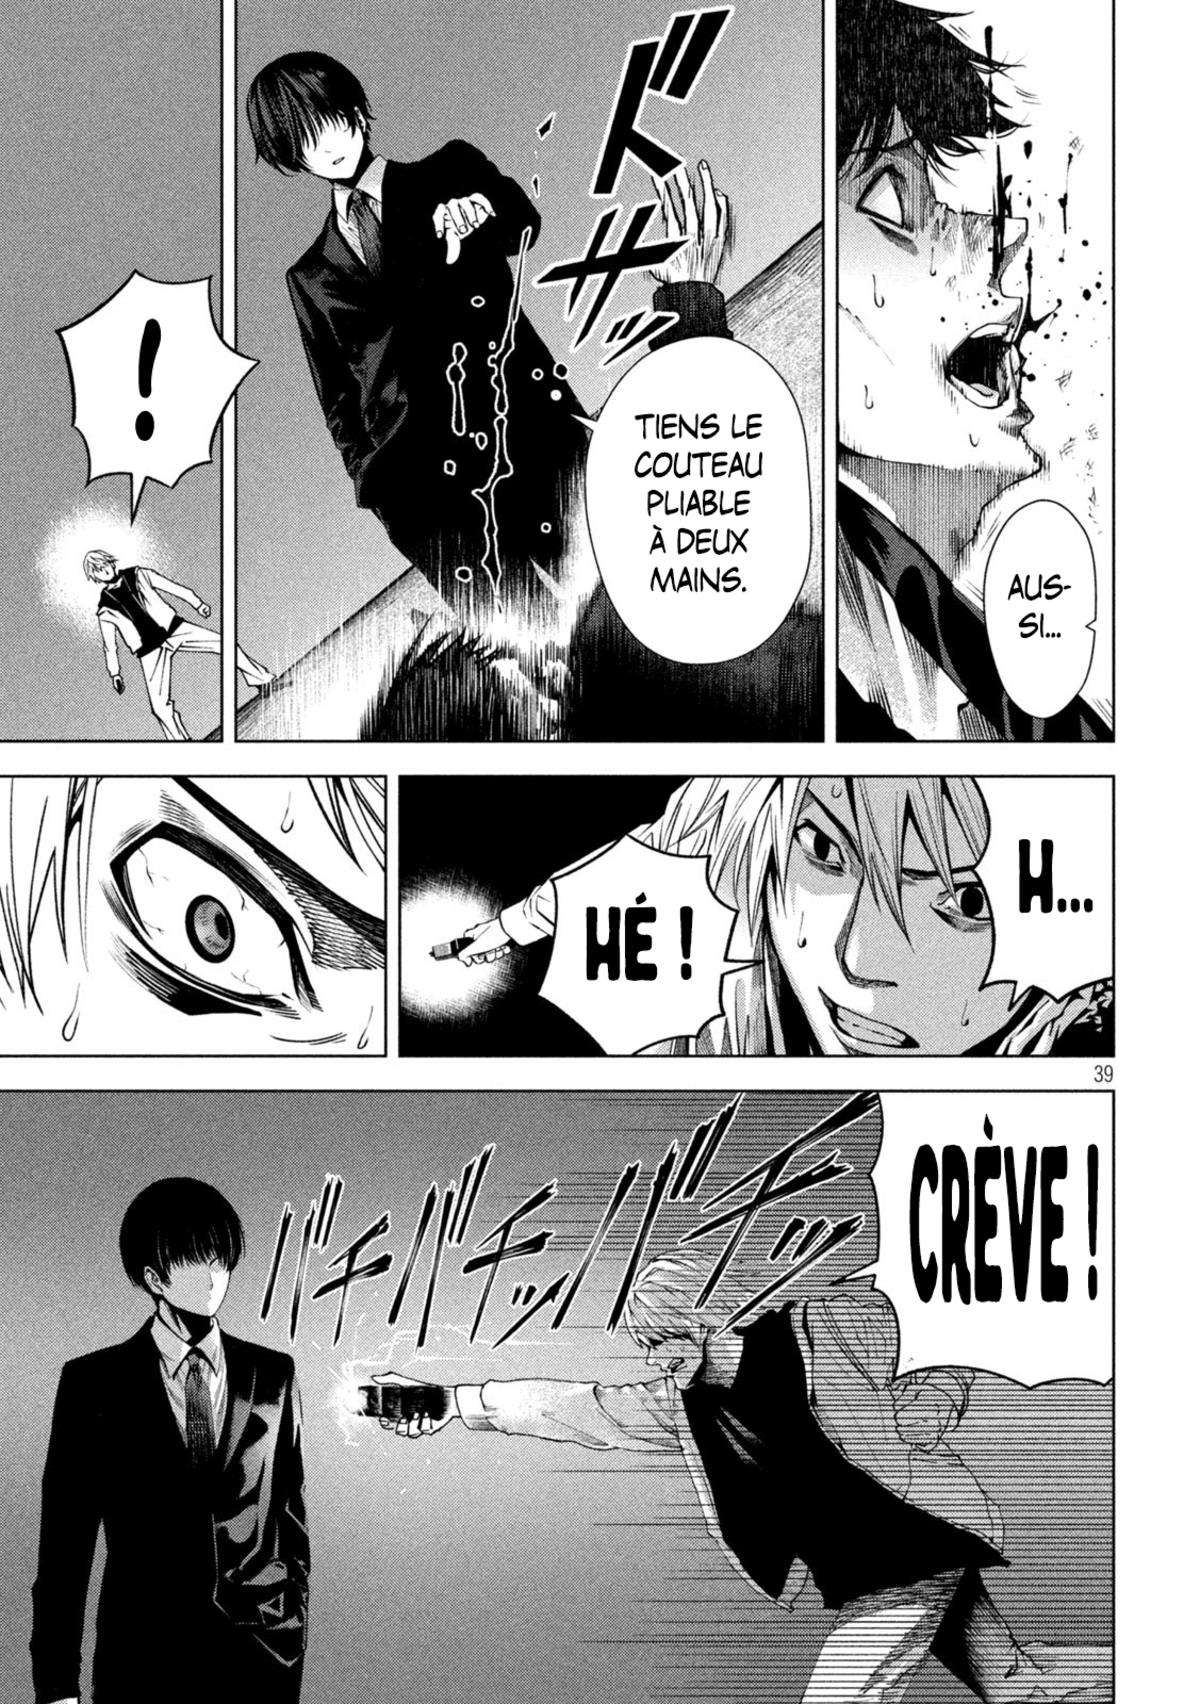 AUS-
SI...
ドサッ
TIENS LE
COUTEAU
PLIABLE
À DEUX
MAINS.
!
H...
HÉ !
39
CRÈVE !
バチッ
バチッ
バチ